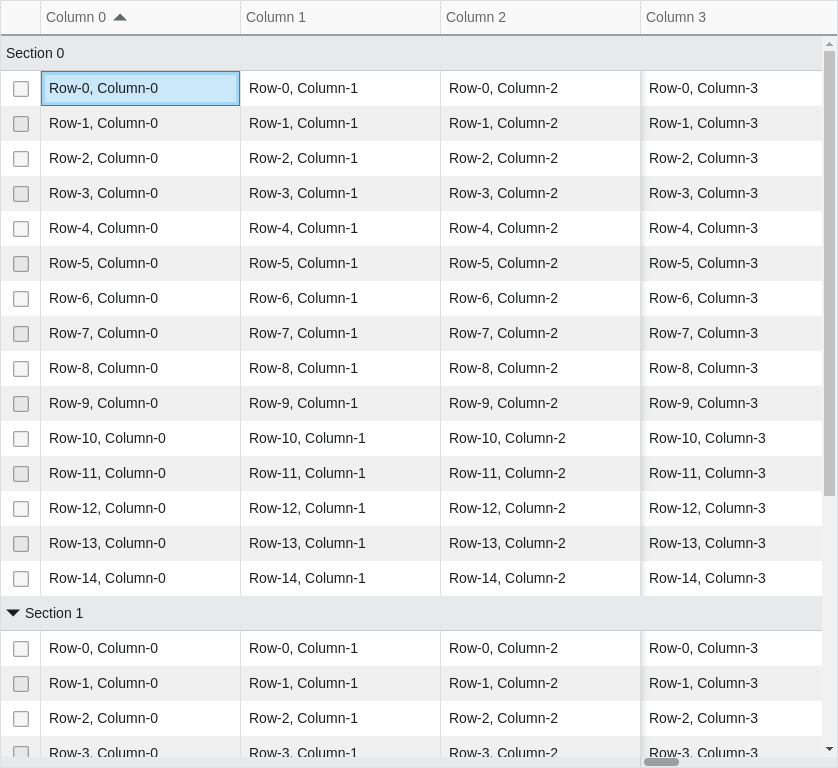 Column 0 Column 1 Column 2 Column 3
Section 0
Row-0, Column-0 Row-0, Column-1 Row-0, Column-2 Row-0, Column-3
Row-1, Column-0 Row-1, Column-1 Row-1, Column-2 Row-1, Column-3
Row-2, Column-0 Row-2, Column-1 Row-2, Column-2 Row-2, Column-3
Row-3, Column-0 Row-3, Column-1 Row-3, Column-2 Row-3, Column-3
Row-4, Column-0 Row-4, Column-1 Row-4, Column-2 Row-4, Column-3
Row-5, Column-0 Row-5, Column-1 Row-5, Column-2 Row-5, Column-3
Row-6, Column-0 Row-6, Column-1 Row-6, Column-2 Row-6, Column-3
Row-7, Column-0 Row-7, Column-1 Row-7, Column-2 Row-7, Column-3
Row-8, Column-0 Row-8, Column-1 Row-8, Column-2 Row-8, Column-3
Row-9, Column-0 Row-9, Column-1 Row-9, Column-2 Row-9, Column-3
Row-10, Column-0 Row-10, Column-1 Row-10, Column-2 Row-10, Column-3
Row-11, Column-0 Row-11, Column-1 Row-11, Column-2 Row-11, Column-3
Row-12, Column-0 Row-12, Column-1 Row-12, Column-2 Row-12, Column-3
Row-13, Column-0 Row-13, Column-1 Row-13, Column-2 Row-13, Column-3
Row-14, Column-0 Row-14, Column-1 Row-14, Column-2 Row-14, Column-3
Section 1
Row-0, Column-0 Row-0, Column-1 Row-0, Column-2 Row-0, Column-3
Row-1, Column-0 Row-1, Column-1 Row-1, Column-2 Row-1, Column-3
Row-2, Column-0 Row-2, Column-1 Row-2, Column-2 Row-2, Column-3
Row-3, Column-0 Row-3, Column-1 Row-3, Column-2 Row-3, Column-3